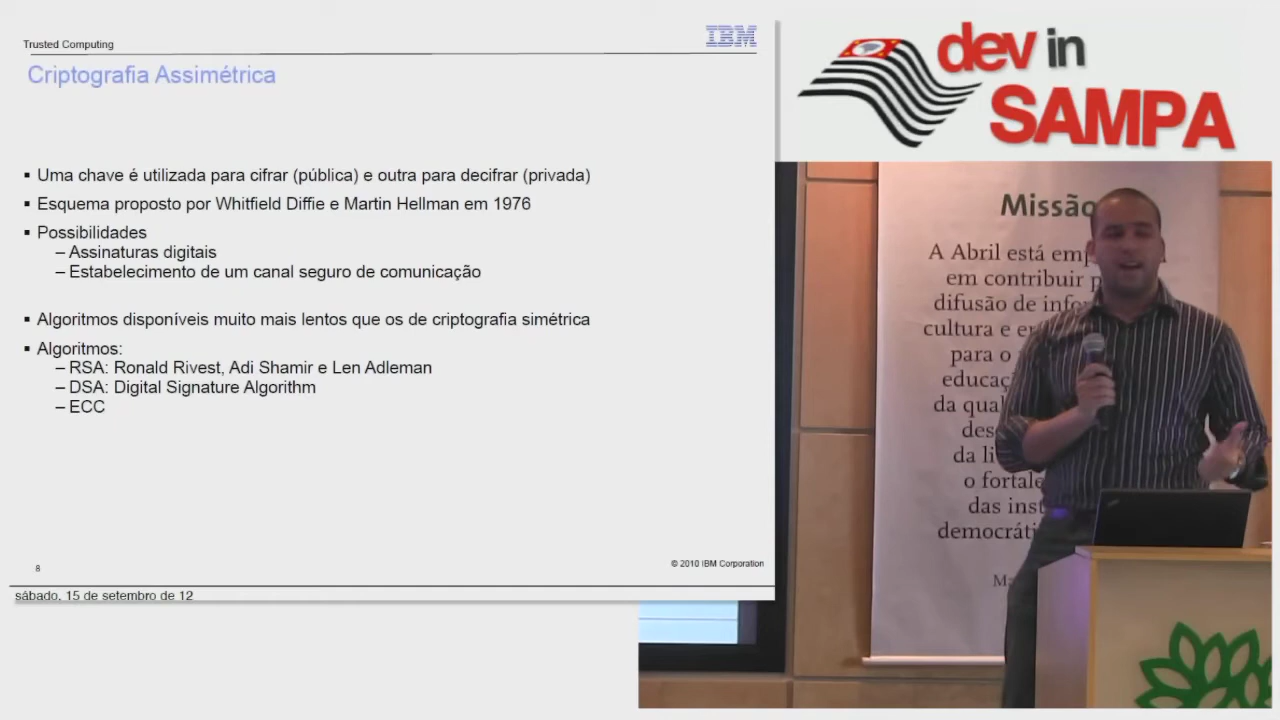 Trusted Computing
IBM
Criptografia Assimétrica
▪ Uma chave é utilizada para cifrar (pública) e outra para decifrar (privada)
▪ Esquema proposto por Whitfield Diffie e Martin Hellman em 1976
▪ Possibilidades
– Assinaturas digitais
– Estabelecimento de um canal seguro de comunicação
▪ Algoritmos disponíveis muito mais lentos que os de criptografia simétrica
▪ Algoritmos:
– RSA: Ronald Rivest, Adi Shamir e Len Adleman
– DSA: Digital Signature Algorithm
– ECC
8
© 2010 IBM Corporation
sábado, 15 de setembro de 12
dev in
SAMPA
Missão
A Abril está emp
em contribuir p
difusão de infor
cultura e en
para o
educaç
da qual
des
da li
o fortale
das inst
democráti
Ma